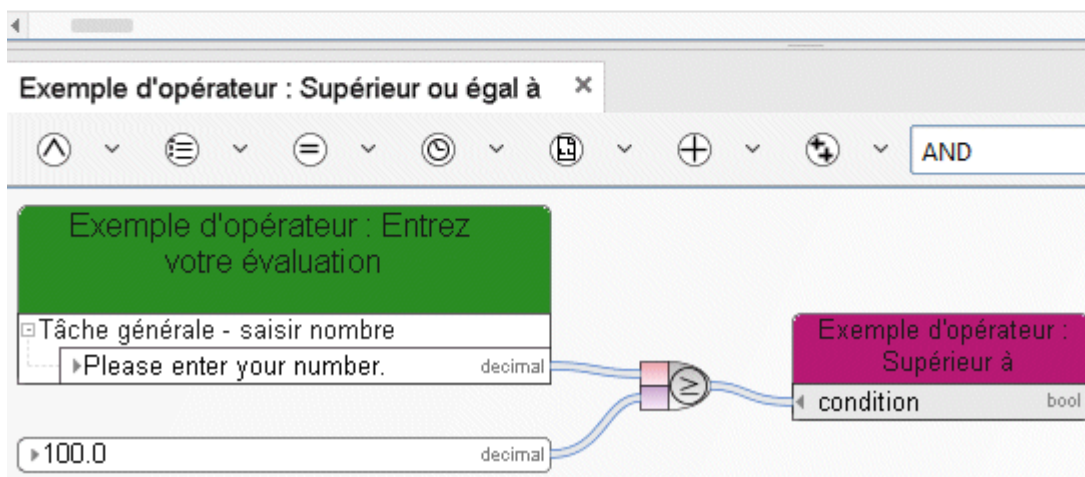 Exemple d'opérateur : Supérieur ou égal à
AND
Exemple d'opérateur : Entrez
votre évaluation
Tâche générale - saisir nombre
Please enter your number. decimal
100.0 decimal
≥
Exemple d'opérateur :
Supérieur à
condition bool